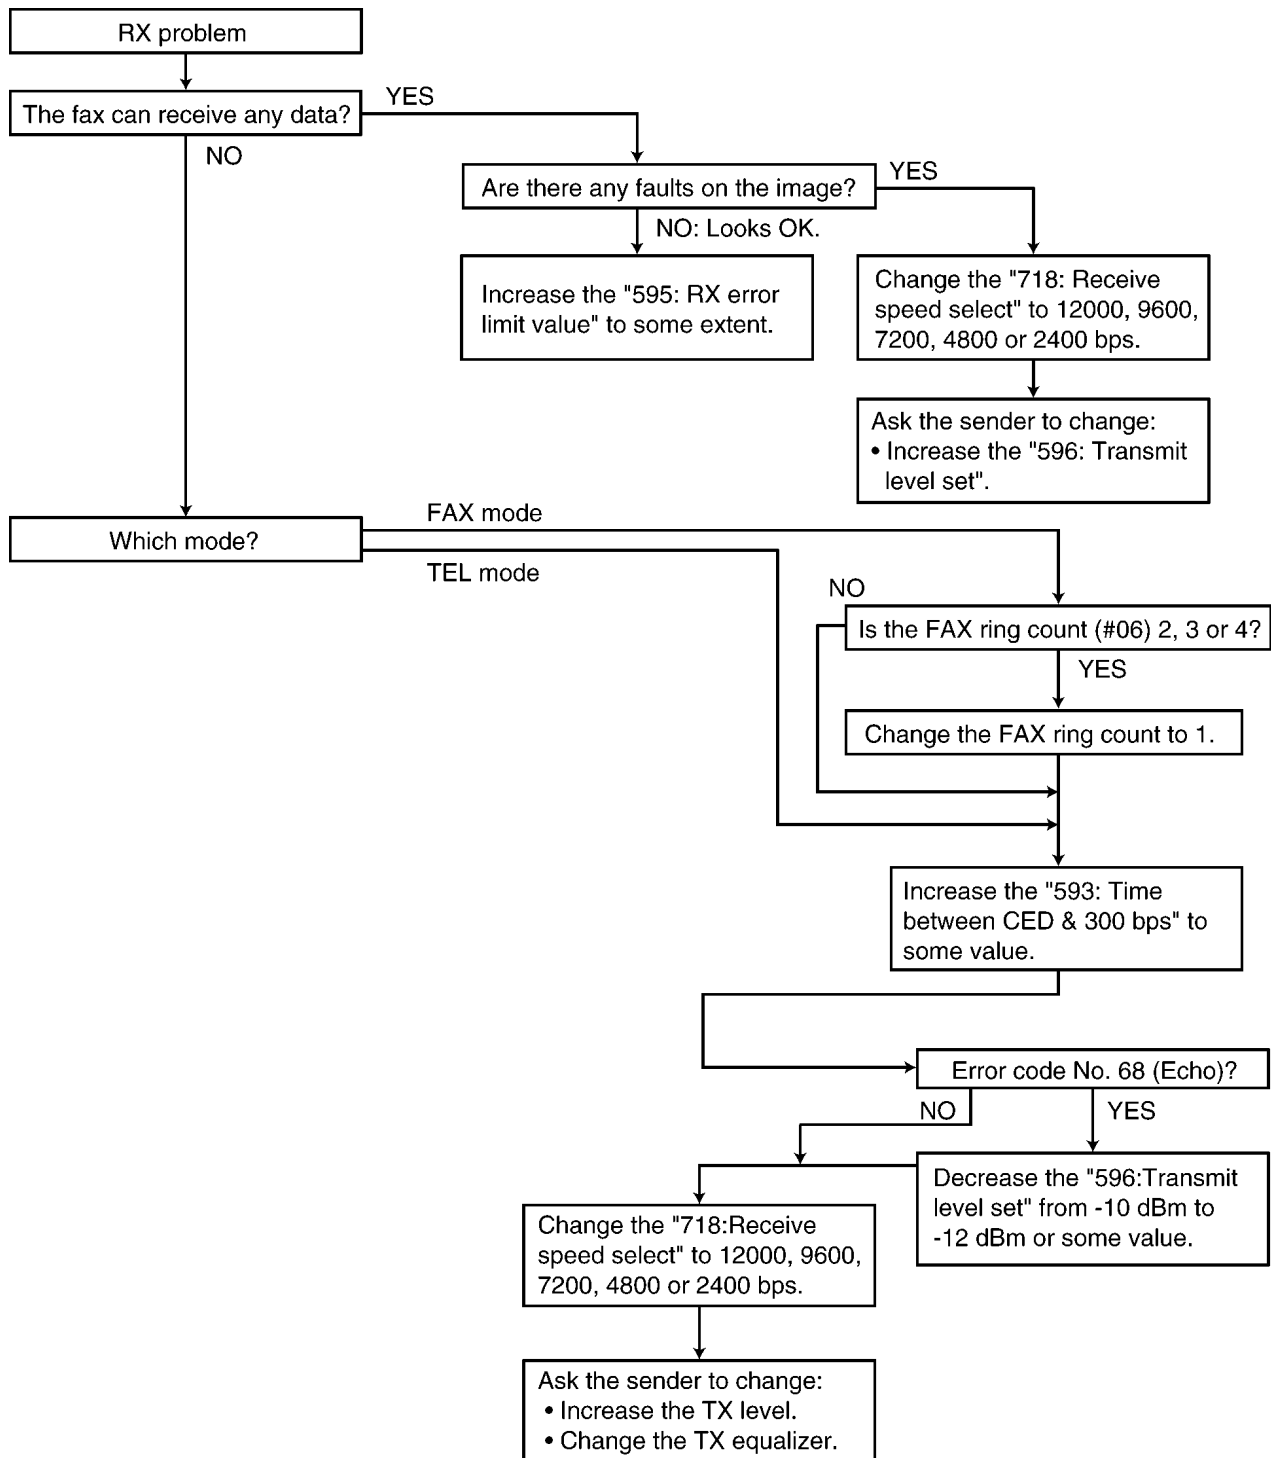 RX problem
The fax can receive any data?
YES
NO
Are there any faults on the image?
YES
NO: Looks OK.
Increase the "595: RX error
limit value" to some extent.
Change the "718: Receive
speed select" to 12000, 9600,
7200, 4800 or 2400 bps.
Ask the sender to change:
• Increase the "596: Transmit
level set".
Which mode?
FAX mode
TEL mode
NO
Is the FAX ring count (#06) 2, 3 or 4?
YES
Change the FAX ring count to 1.
Increase the "593: Time
between CED & 300 bps" to
some value.
Error code No. 68 (Echo)?
NO
YES
Decrease the "596:Transmit
level set" from -10 dBm to
-12 dBm or some value.
Change the "718:Receive
speed select" to 12000, 9600,
7200, 4800 or 2400 bps.
Ask the sender to change:
• Increase the TX level.
• Change the TX equalizer.